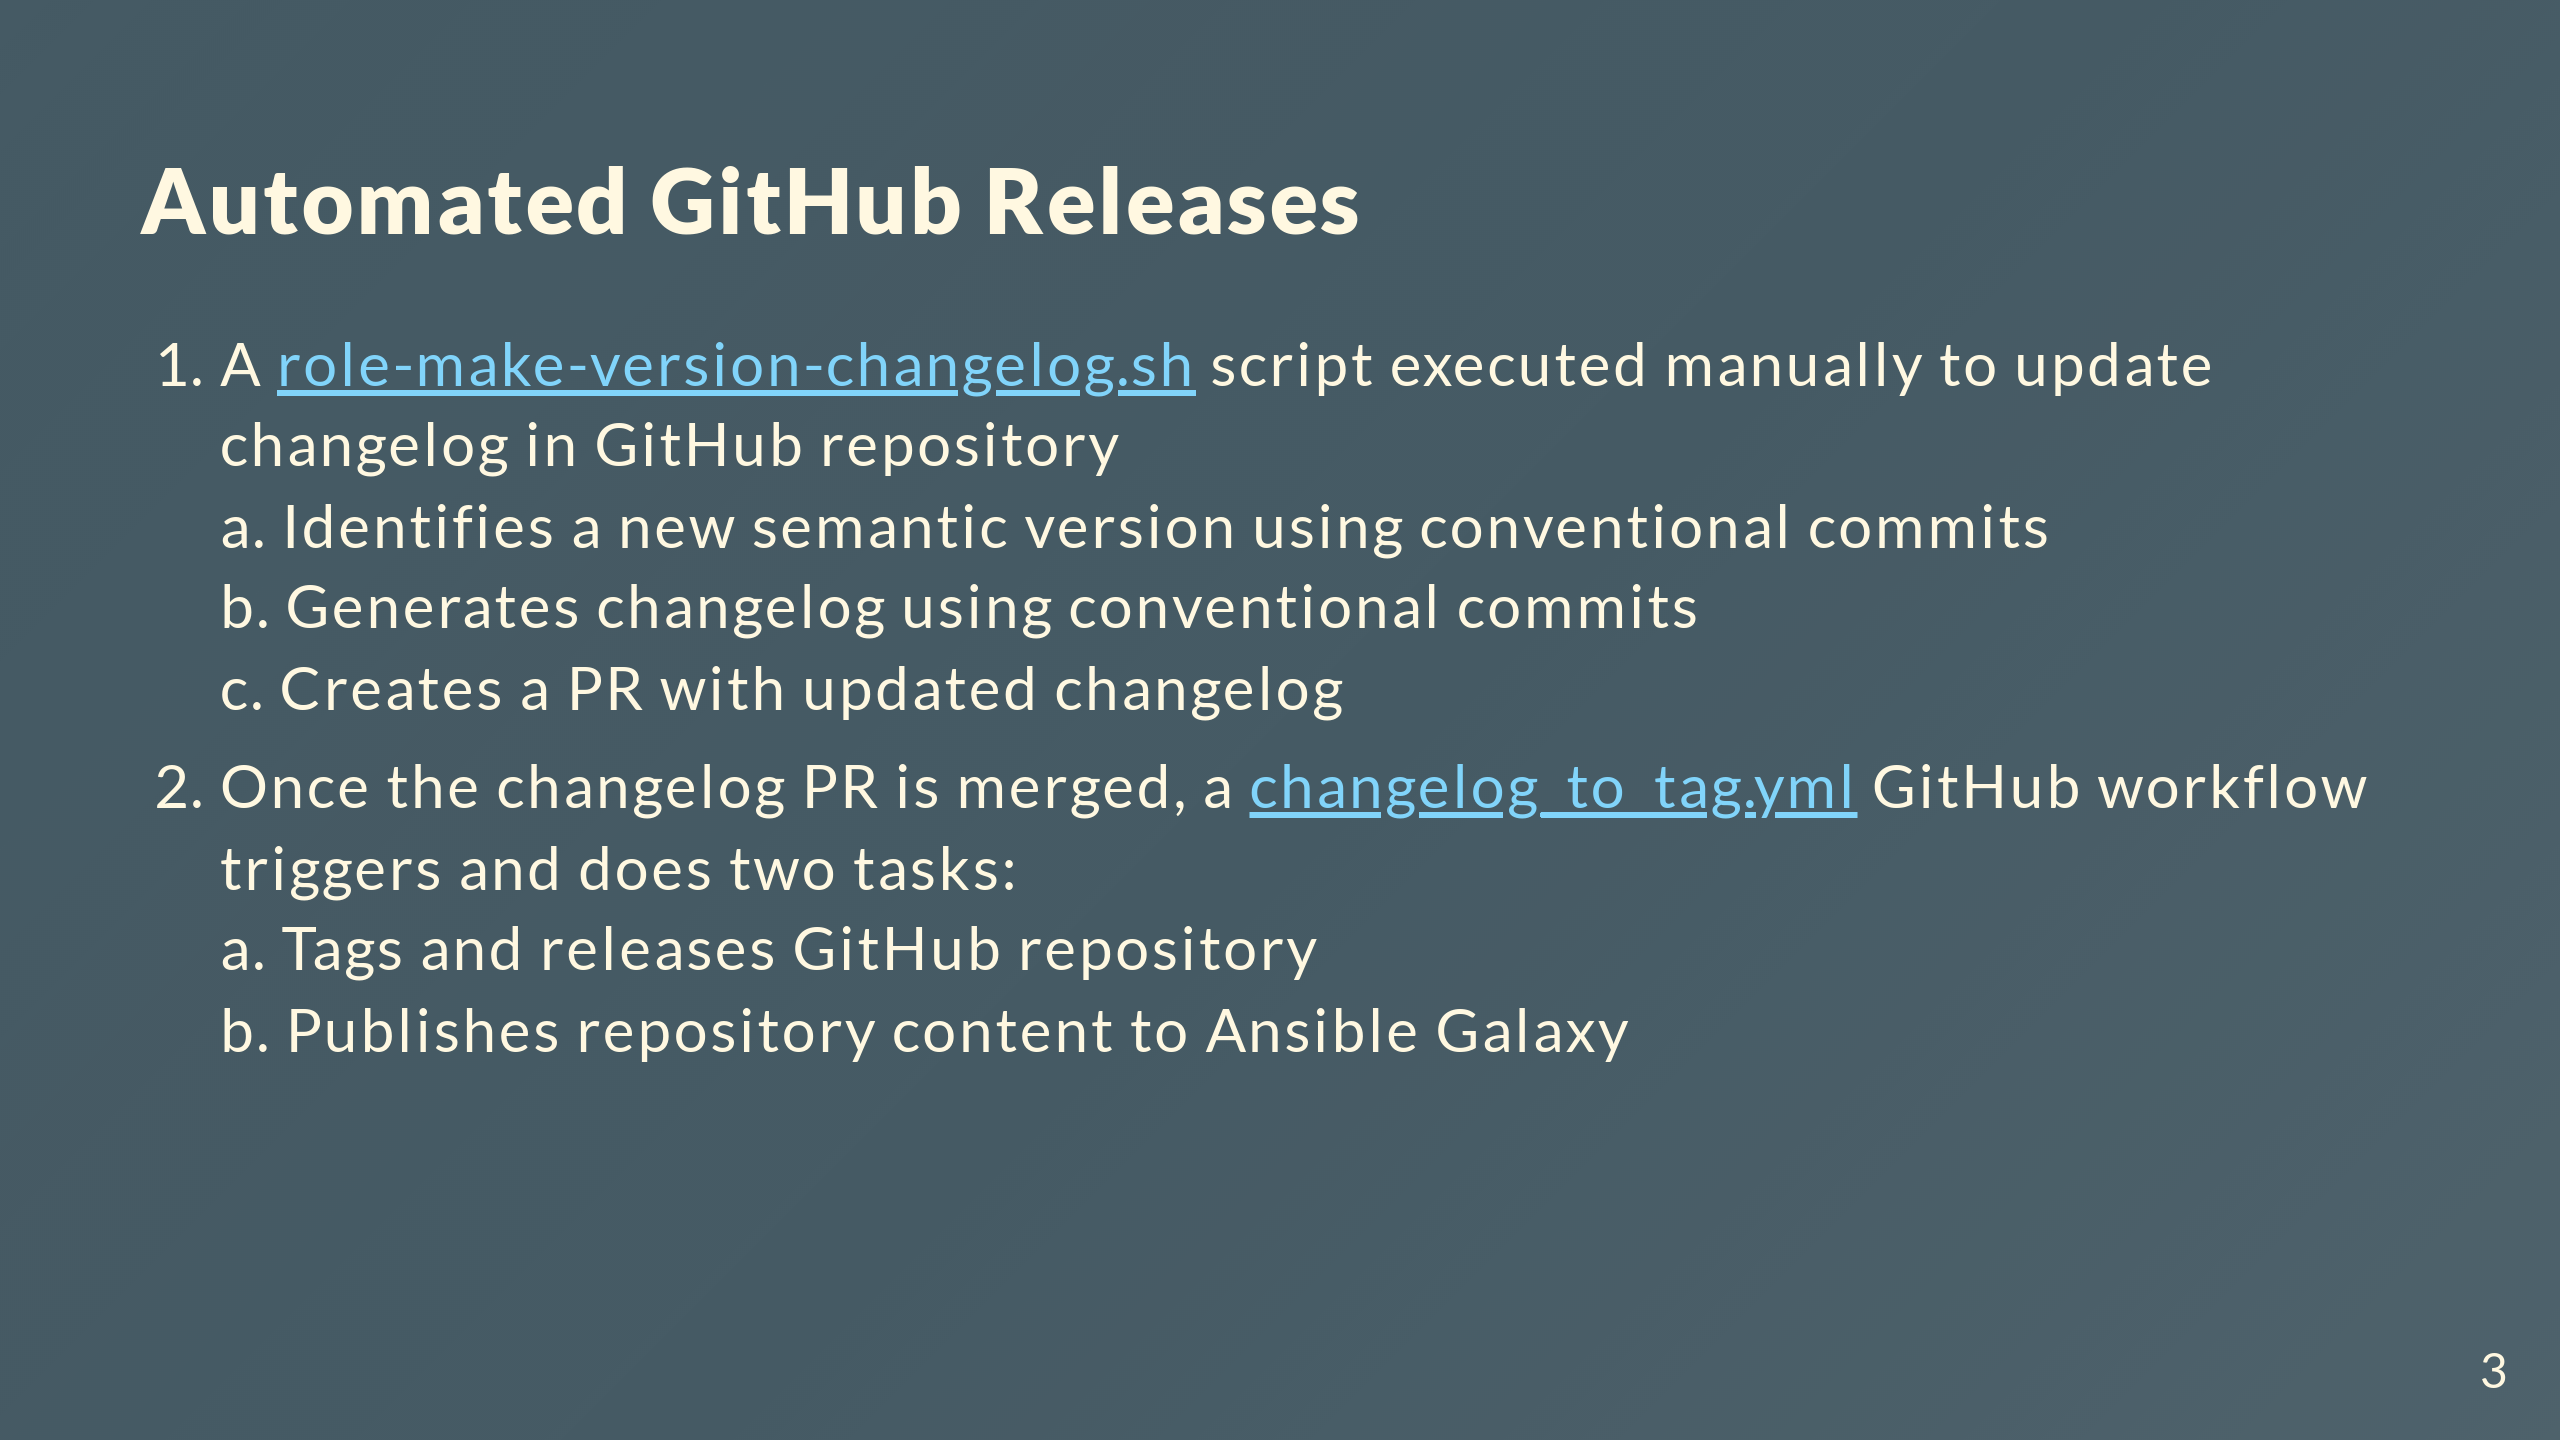 Automated GitHub Releases
1. A role-make-version-changelog.sh script executed manually to update
changelog in GitHub repository
a. Identifies a new semantic version using conventional commits
b. Generates changelog using conventional commits
c. Creates a PR with updated changelog
2. Once the changelog PR is merged, a changelog_to_tag.yml GitHub workflow
triggers and does two tasks:
a. Tags and releases GitHub repository
b. Publishes repository content to Ansible Galaxy
3